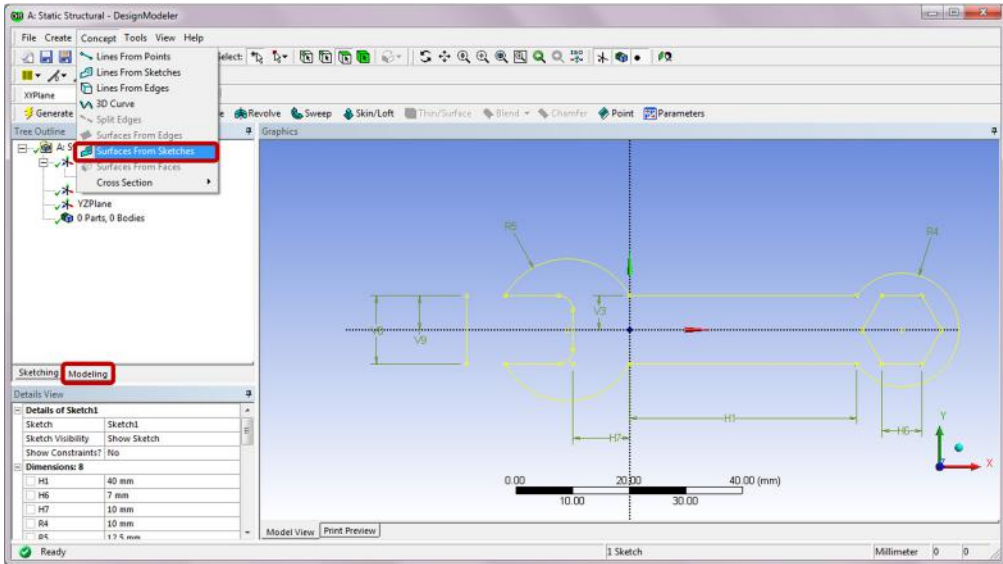 A: Static Structural - DesignModeler
File Create Concept Tools View Help
Lines From Points
Lines From Sketches
Lines From Edges
3D Curve
Split Edges
Surfaces From Edges
Surfaces From Sketches
Surfaces From Faces
Cross Section
Select:
XYPlane
Generate
Revolve Sweep Skin/Loft Thin/Surface Blend Chamfer Point Parameters
Tree Outline
Graphics
A: S
YZPlane
0 Parts, 0 Bodies
R5
R4
V3
V8
V9
H1
H7
H6
Y
X
0.00 20.00 40.00 (mm)
10.00 30.00
Sketching Modeling
Details View
Details of Sketch1
Sketch Sketch1
Sketch Visibility Show Sketch
Show Constraints? No
Dimensions: 8
H1 40 mm
H6 7 mm
H7 10 mm
R4 10 mm
R5 12.5 mm
Model View Print Preview
Ready 1 Sketch Millimeter 0 0